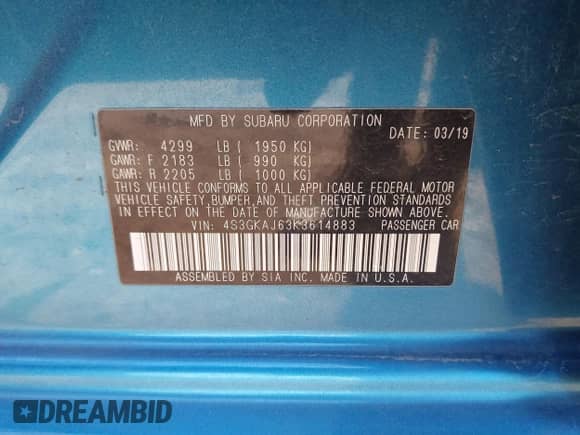 MFD BY SUBARU CORPORATION
DATE: 03/19
GVWR: 4299 LB ( 1950 KG)
GAWR: F 2183 LB ( 990 KG)
GAWR: R 2205 LB ( 1000 KG)
THIS VEHICLE CONFORMS TO ALL APPLICABLE FEDERAL MOTOR
VEHICLE SAFETY,BUMPER,AND THEFT PREVENTION STANDARDS
IN EFFECT ON THE DATE OF MANUFACTURE SHOWN ABOVE.
VIN: 4S3GKAJ63K3614883 PASSENGER CAR
ASSEMBLED BY SIA INC. MADE IN U.S.A.
DREAMBID